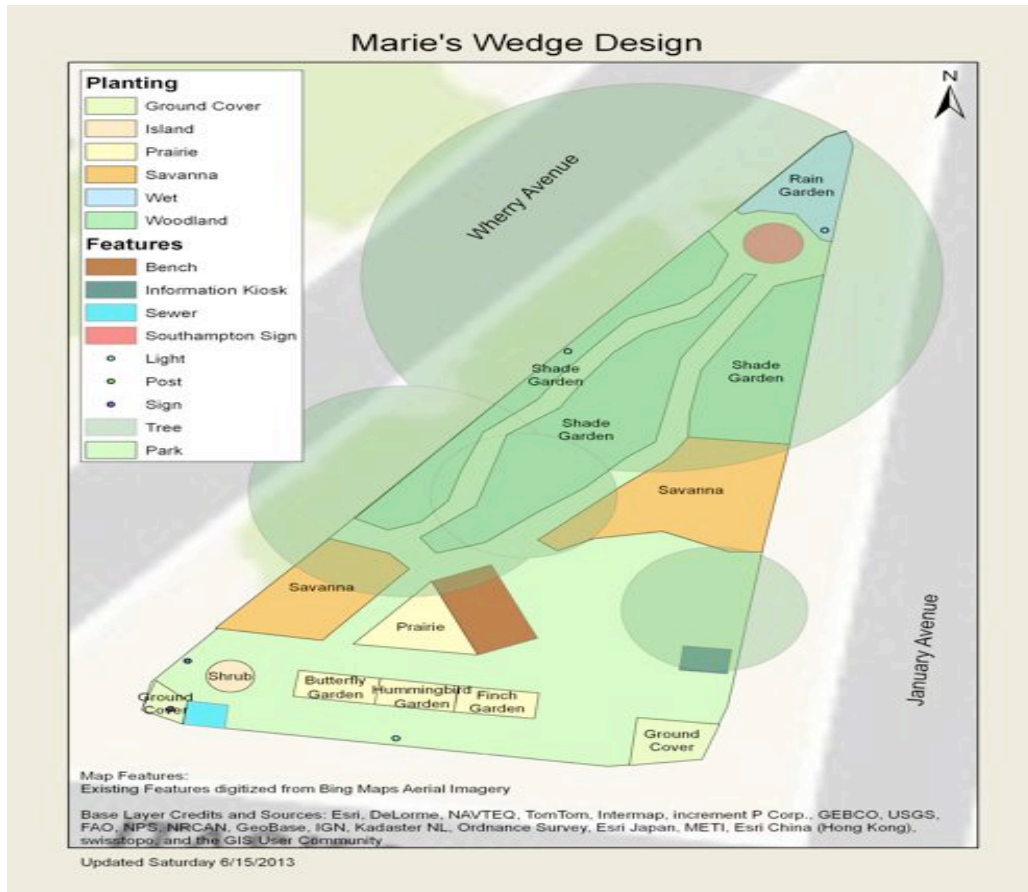 Marie's Wedge Design
Planting
Ground Cover
Island
Prairie
Savanna
Wet
Woodland
Features
Bench
Information Kiosk
Sewer
Southampton Sign
Light
Post
Sign
Tree
Park
N
Wherry Avenue
Rain
Garden
Shade
Garden
Shade
Garden
Shade
Garden
Savanna
Savanna
Prairie
January Avenue
Shrub
Butterfly
Garden
Hummingbird
Garden
Finch
Garden
Ground
Cover
Ground
Cover
Map Features:
Existing Features digitized from Bing Maps Aerial Imagery
Base Layer Credits and Sources: Esri, DeLorme, NAVTEQ, TomTom, Intermap, increment P Corp., GEBCO, USGS,
FAO, NPS, NRCAN, GeoBase, IGN, Kadaster NL, Ordnance Survey, Esri Japan, METI, Esri China (Hong Kong),
swisstopo, and the GIS User Community
Updated Saturday 6/15/2013